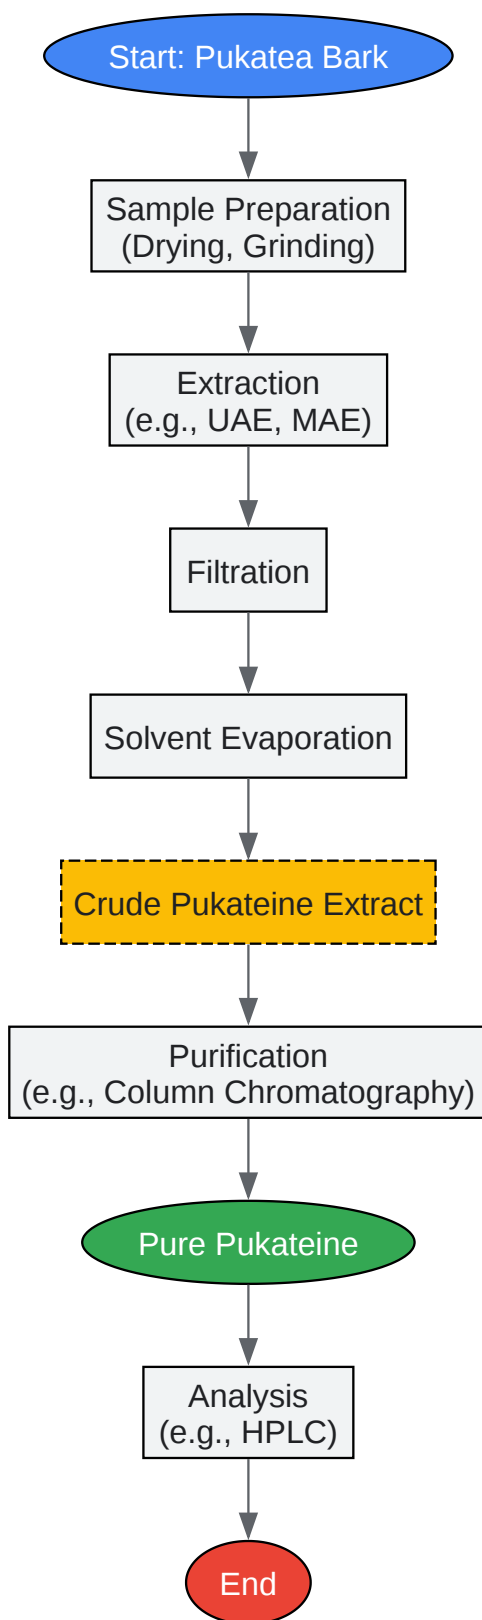 Start: Pukatea Bark
Sample Preparation
(Drying, Grinding)
Extraction
(e.g., UAE, MAE)
Filtration
Solvent Evaporation
Crude Pukateine Extract
Purification
(e.g., Column Chromatography)
Pure Pukateine
Analysis
(e.g., HPLC)
End